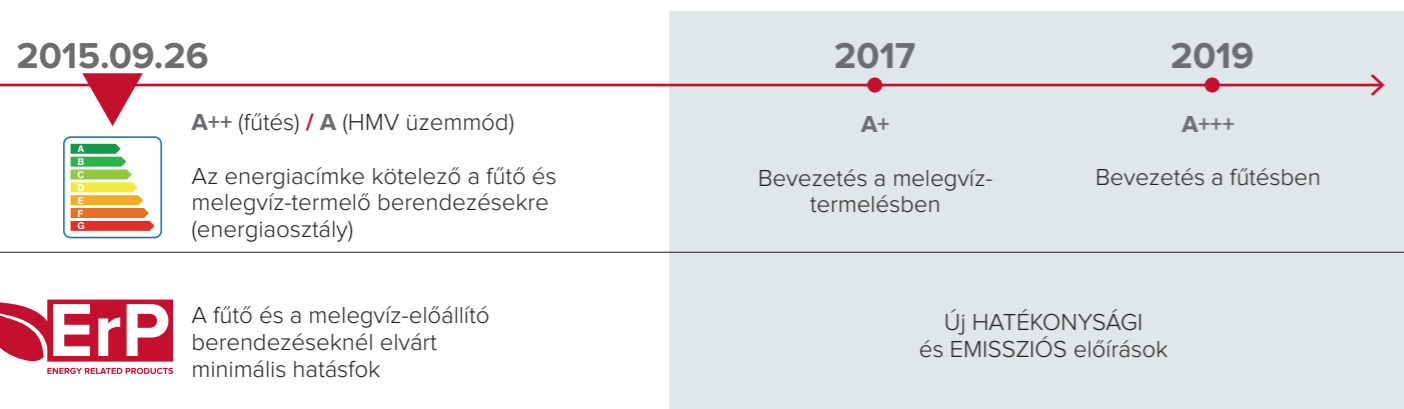 2015.09.26
2017
2019
A++ (fűtés) / A (HMV üzemmód)
A+
A+++
A
B
C
D
E
F
G
Az energiacímke kötelező a fűtő és
melegvíz-termelő berendezésekre
(energiaosztály)
Bevezetés a melegvíz-
termelésben
Bevezetés a fűtésben
ErP
ENERGY RELATED PRODUCTS
A fűtő és a melegvíz-előállító
berendezéseknél elvárt
minimális hatásfok
Új HATÉKONYSÁGI
és EMISSZIÓS előírások